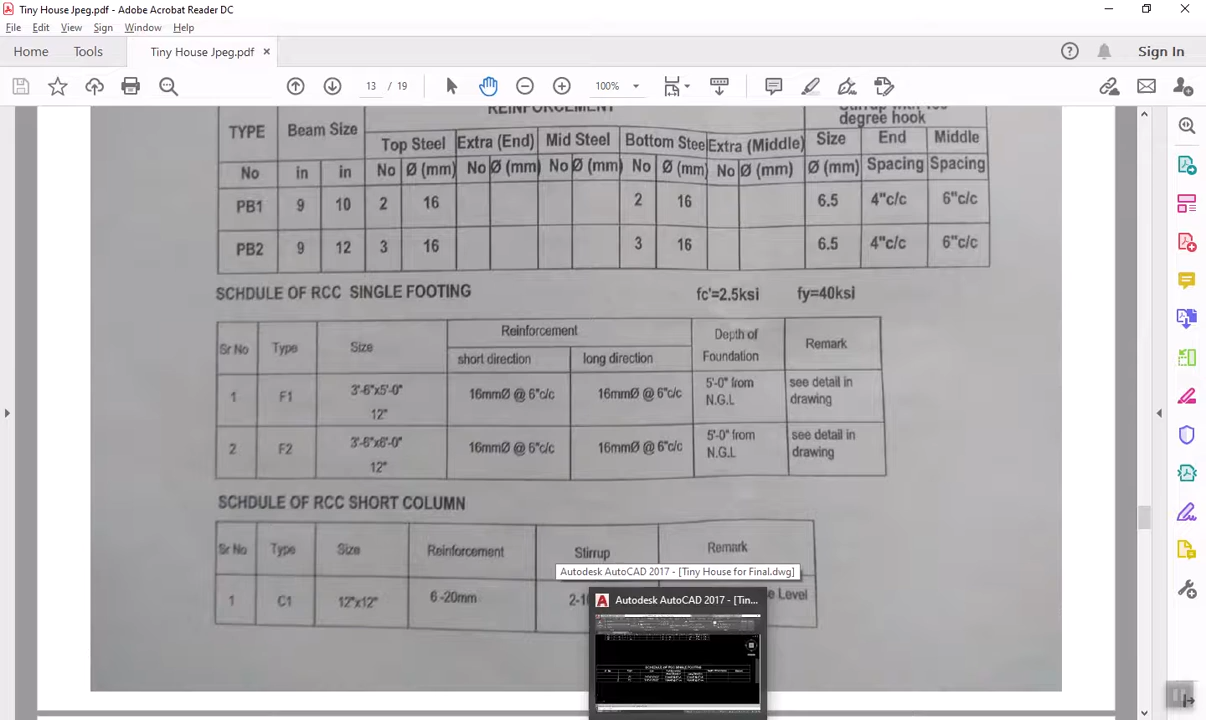 Tiny House Jpeg.pdf - Adobe Acrobat Reader DC
File Edit View Sign Window Help
Home Tools Tiny House Jpeg.pdf × Sign In
13 / 19 100%
REINFORCEMENT
degree hook
TYPE Beam Size Top Steel Extra (End) Mid Steel Bottom Stee Extra (Middle) Size End Middle
No in in No Ø (mm) No Ø (mm) No Ø (mm) No Ø (mm) No Ø (mm) Ø (mm) Spacing Spacing
PB1 9 10 2 16 2 16 6.5 4"c/c 6"c/c
PB2 9 12 3 16 3 16 6.5 4"c/c 6"c/c
SCHDULE OF RCC SINGLE FOOTING fc'=2.5ksi fy=40ksi
Sr No Type Size Reinforcement Depth of Foundation Remark
short direction long direction
1 F1 3'-6"x5'-0" 12" 16mmØ @ 6"c/c 16mmØ @ 6"c/c 5'-0" from N.G.L see detail in drawing
2 F2 3'-6"x6'-0" 12" 16mmØ @ 6"c/c 16mmØ @ 6"c/c 5'-0" from N.G.L see detail in drawing
SCHDULE OF RCC SHORT COLUMN
Sr No Type Size Reinforcement Stirrup Remark
Autodesk AutoCAD 2017 - [Tiny House for Final.dwg]
1 C1 12"x12" 6 -20mm Level
Autodesk AutoCAD 2017 - [Tin...
SCHEDULE OF RCC SINGLE FOOTING